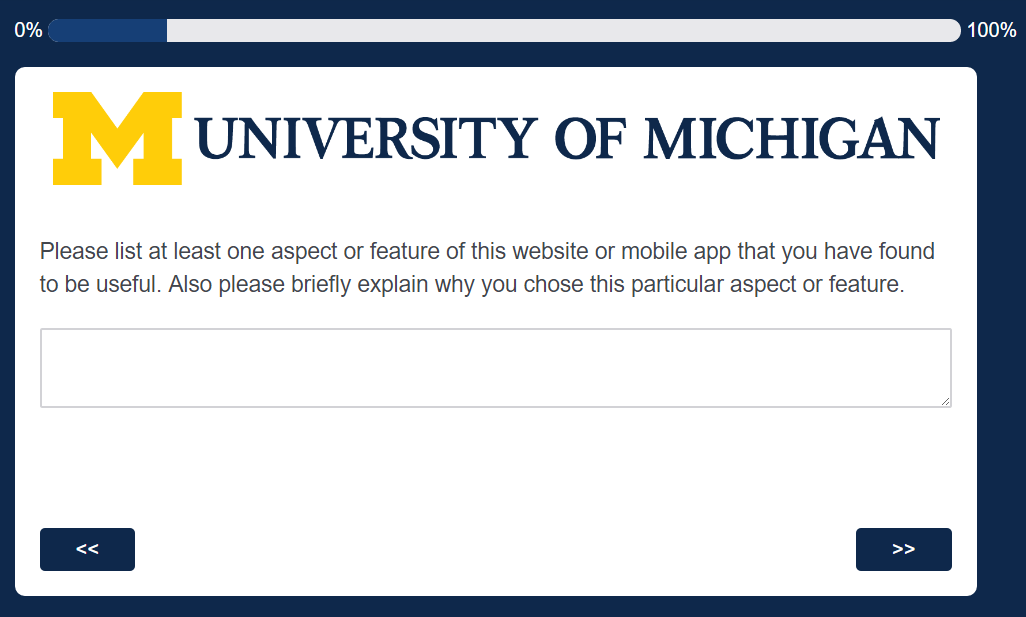 0% 100%
M UNIVERSITY OF MICHIGAN
Please list at least one aspect or feature of this website or mobile app that you have found
to be useful. Also please briefly explain why you chose this particular aspect or feature.
<< >>